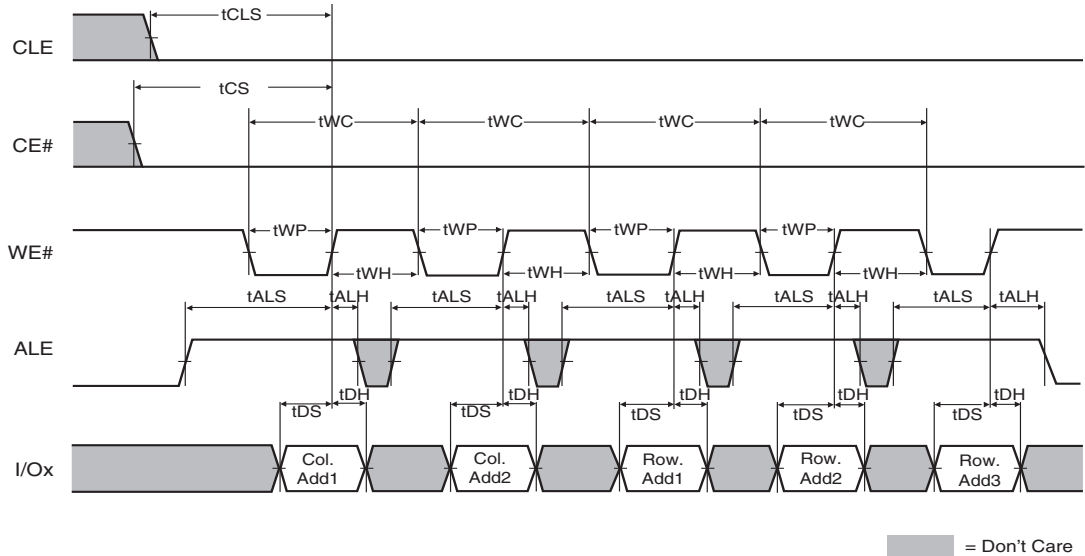 tCLS
CLE
tCS
tWC tWC tWC tWC
CE#
tWP tWP tWP tWP
WE#
tWH tWH tWH tWH
tALS tALH tALS tALH tALS tALH tALS tALH tALS tALH
ALE
tDH tDH tDH tDH tDH
tDS tDS tDS tDS tDS
I/Ox
Col. Col. Row. Row. Row.
Add1 Add2 Add1 Add2 Add3
= Don't Care